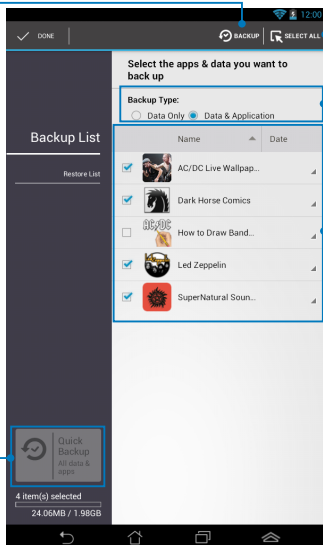 12:00
DONE
BACKUP
SELECT ALL
Select the apps & data you want to
back up
Backup Type:
Data Only
Data & Application
Backup List
Restore List
Name
Date
AC/DC Live Wallpap...
Dark Horse Comics
AC/DC
How to Draw Band...
Led Zeppelin
SuperNatural Soun...
Quick
Backup
All data &
apps
4 item(s) selected
24.06MB / 1.98GB